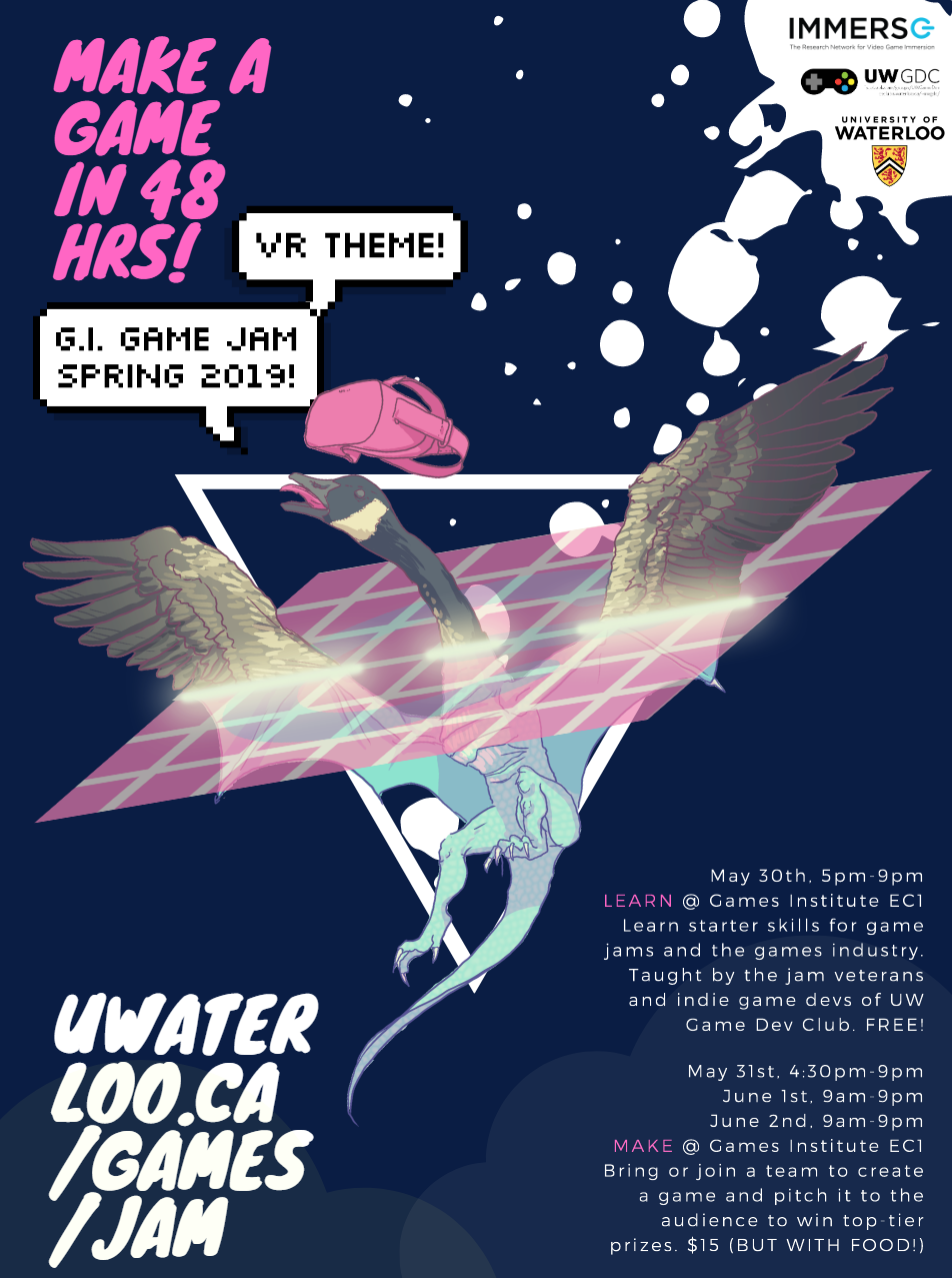 MAKE A
GAME
IN 48
HRS!
VR THEME!
G.I. GAME JAM
SPRING 2019!
IMMERSe
The Research Network for Video Game Immersion
UWGDC
UNIVERSITY OF
WATERLOO
May 30th, 5pm-9pm
LEARN @ Games Institute EC1
Learn starter skills for game
jams and the games industry.
Taught by the jam veterans
and indie game devs of UW
Game Dev Club. FREE!
May 31st, 4:30pm-9pm
June 1st, 9am-9pm
June 2nd, 9am-9pm
MAKE @ Games Institute EC1
Bring or join a team to create
a game and pitch it to the
audience to win top-tier
prizes. $15 (BUT WITH FOOD!)
UWATER
LOO.CA
/GAMES
/JAM